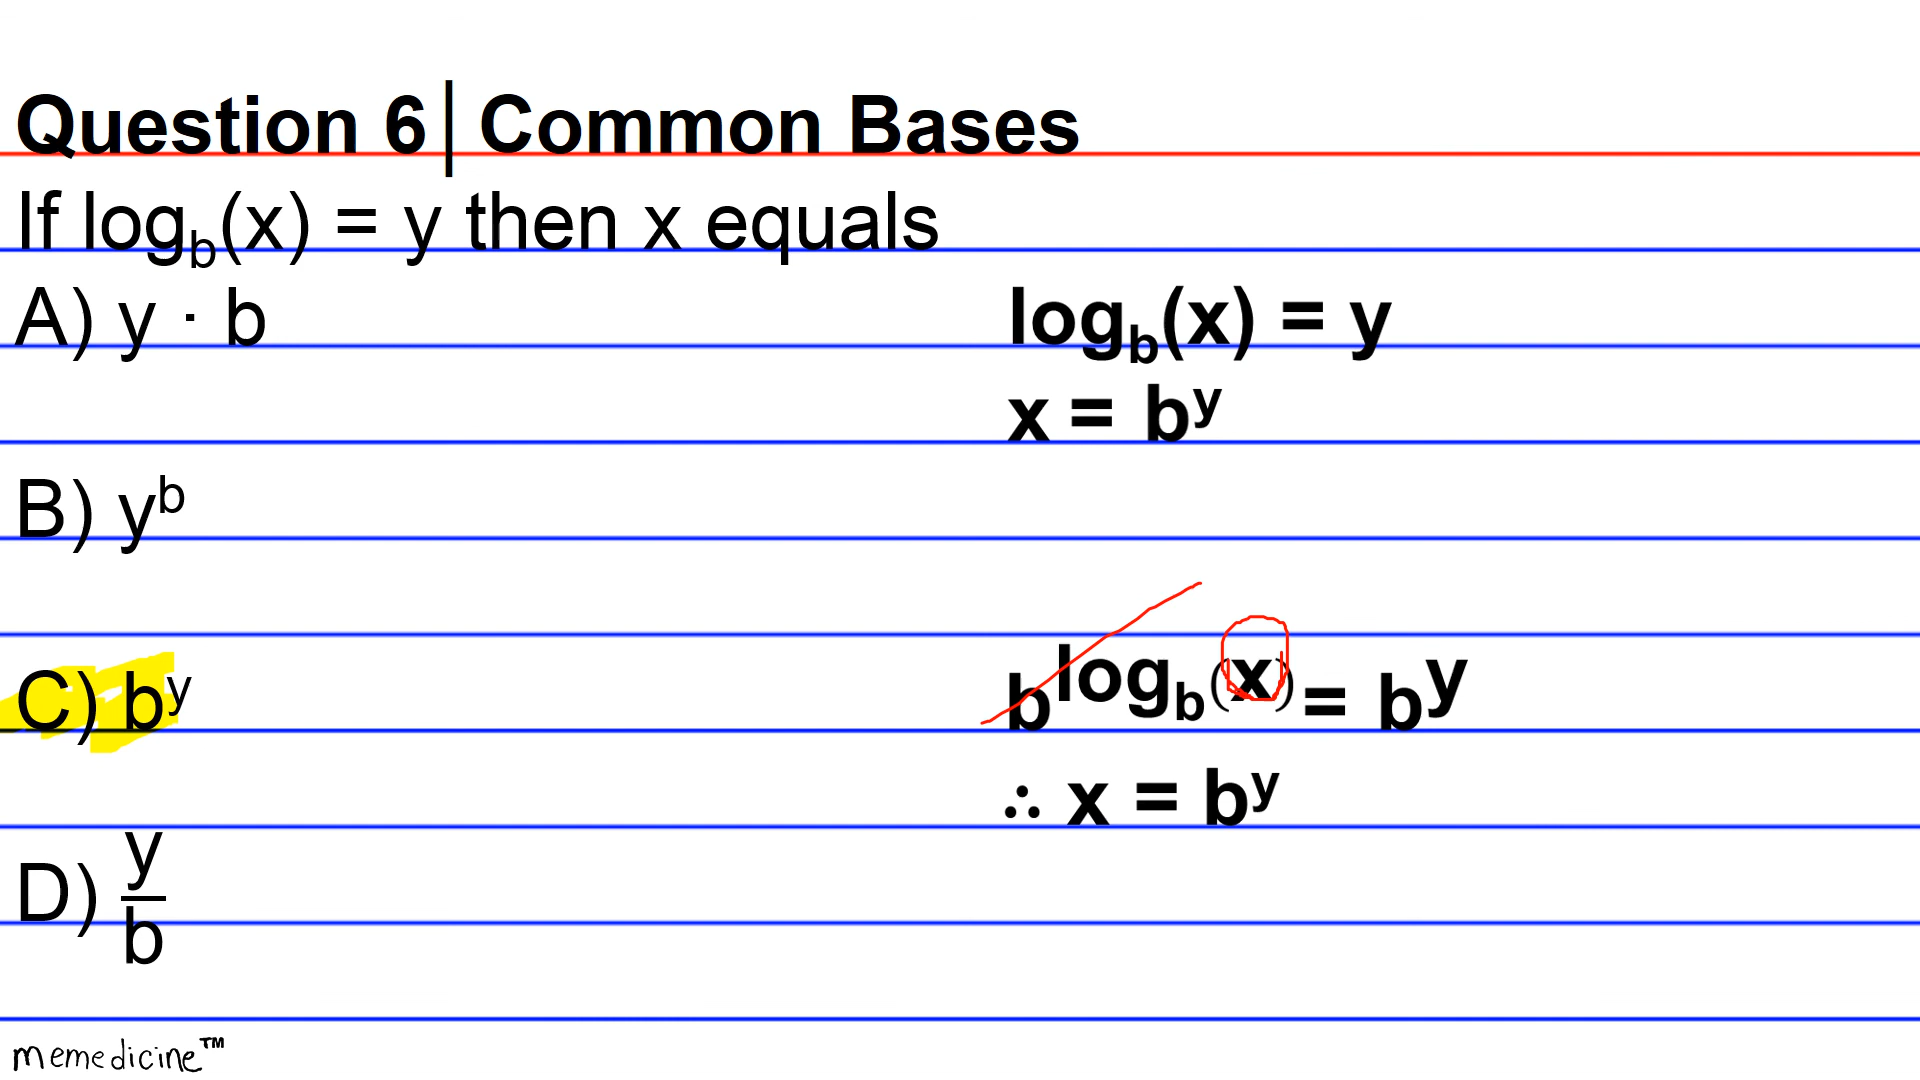 Question 6│Common Bases
If log_b(x) = y then x equals
A) y · b
log_b(x) = y
x = b^y
B) y^b
C) b^y
b^(log_b(x)) = b^y
∴ x = b^y
D) y/b
memedicine™